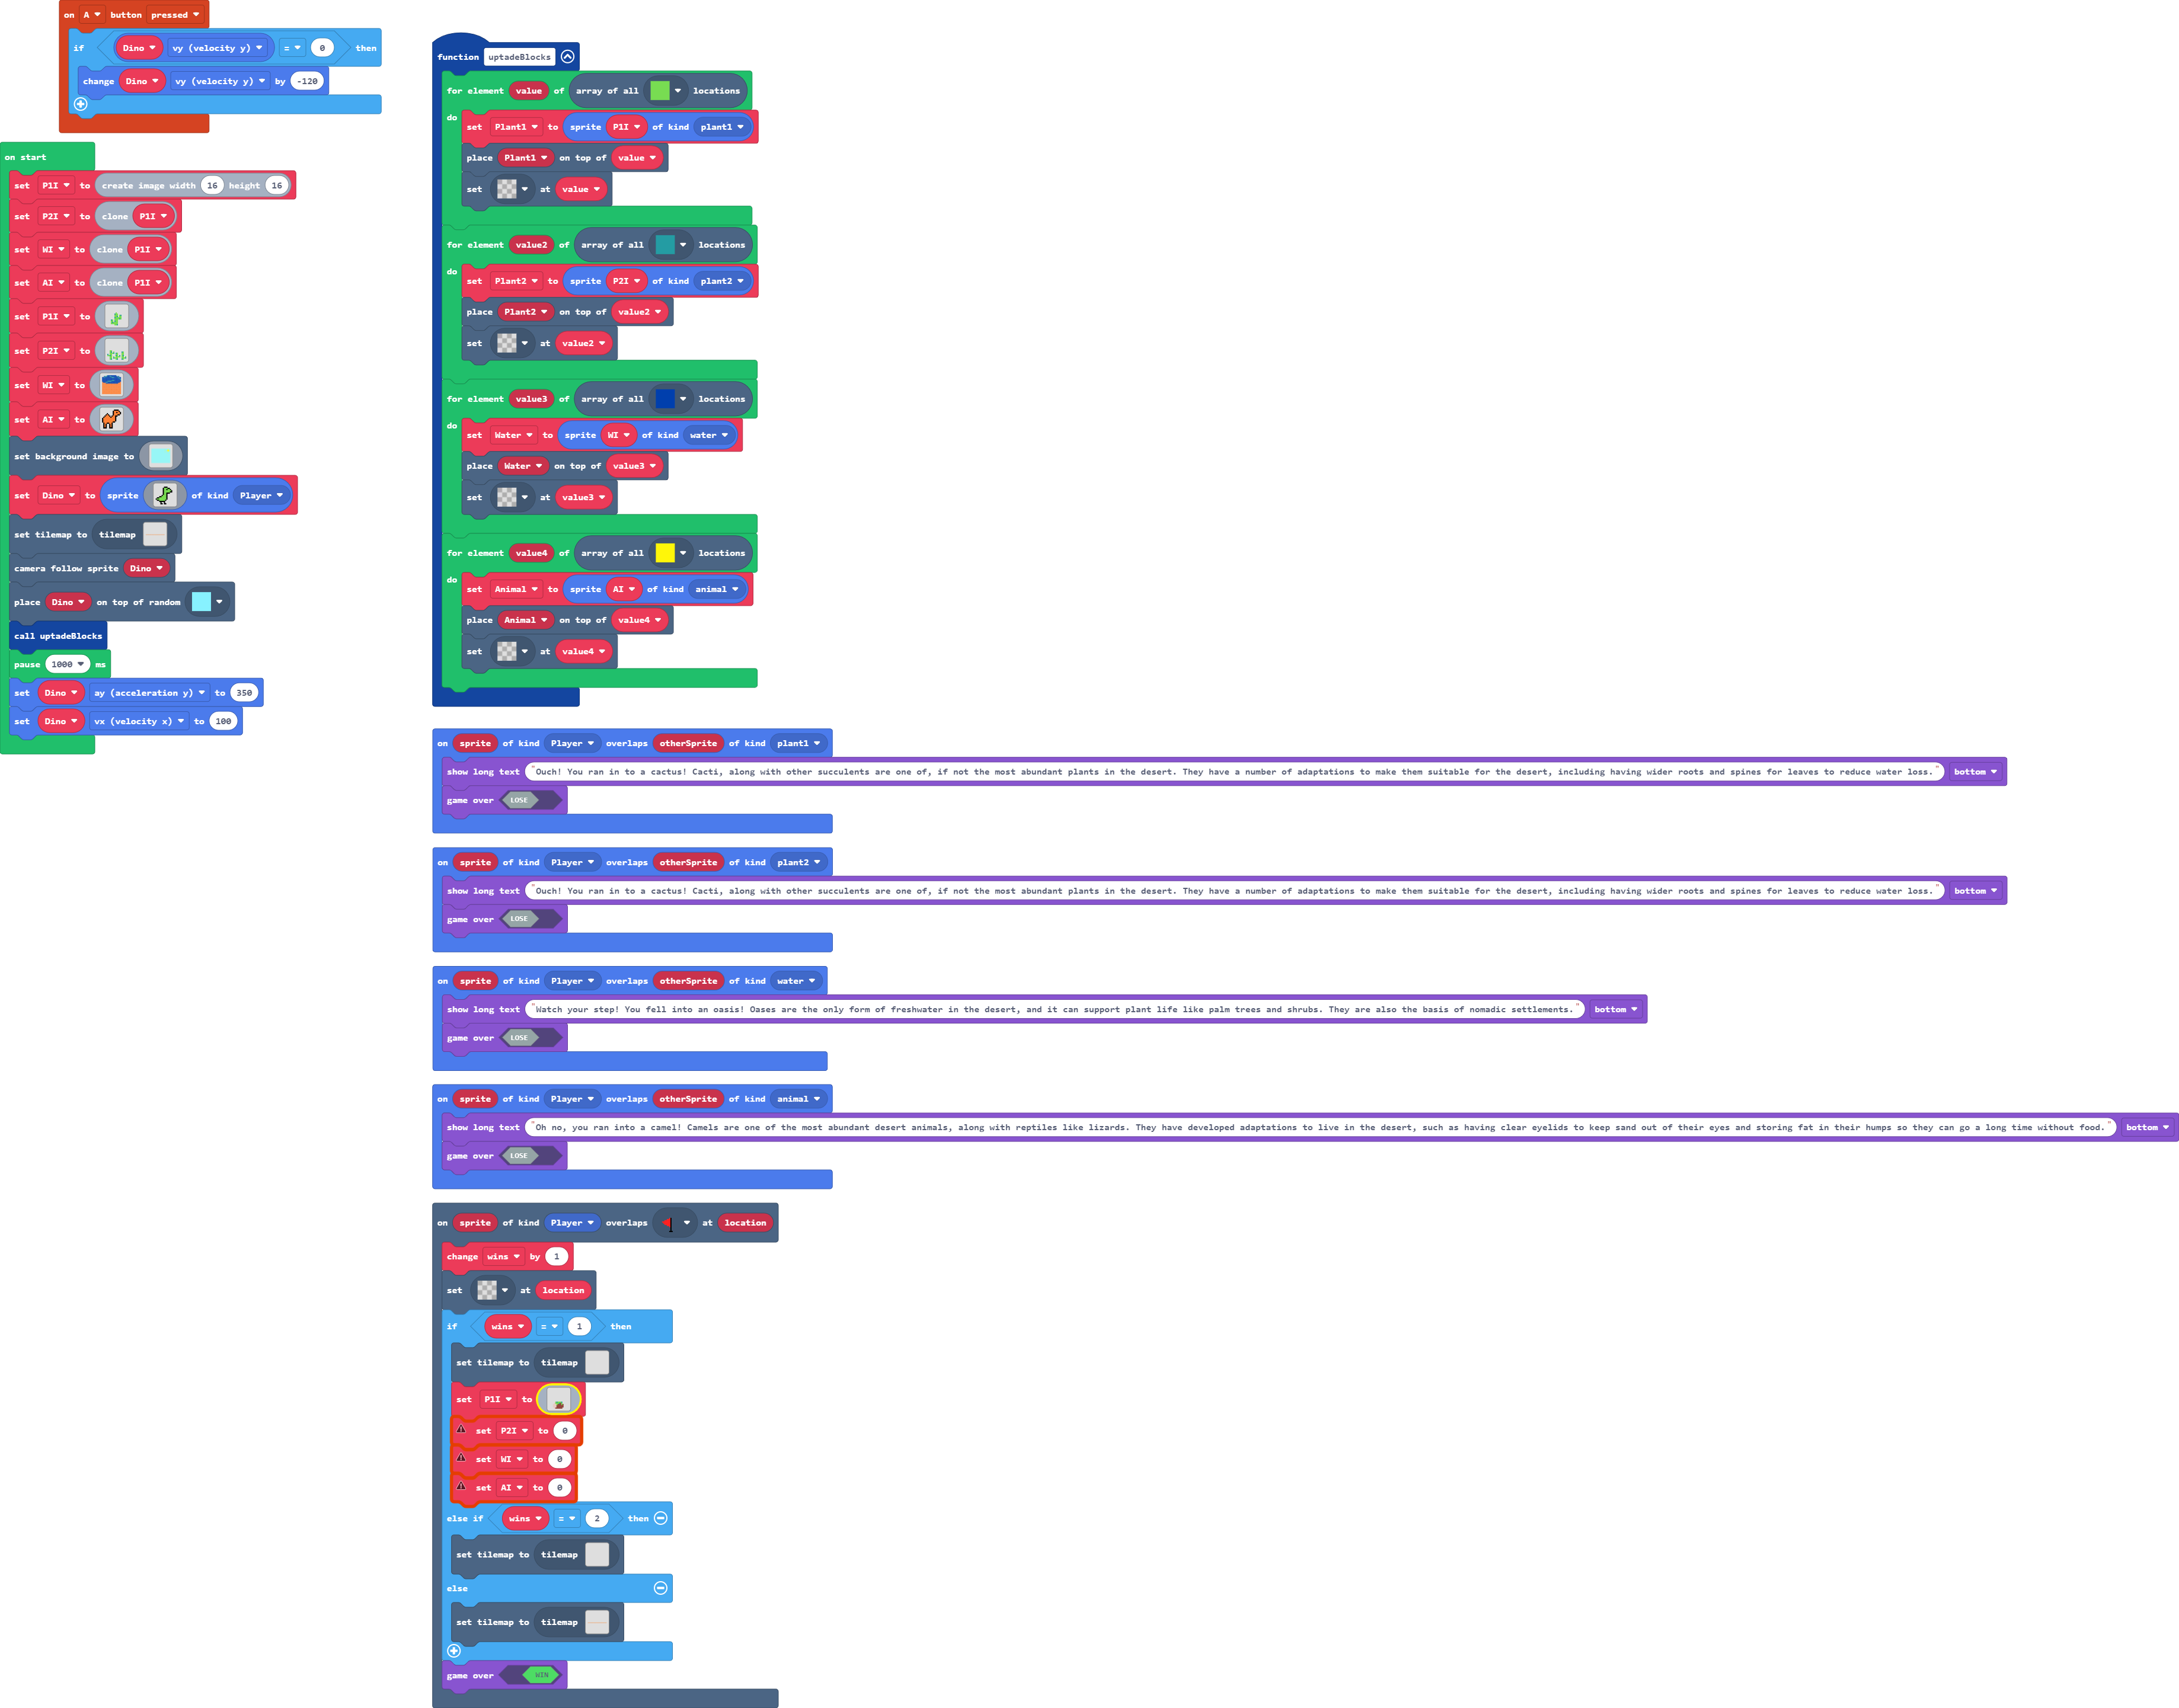 on A button pressed
if Dino vy (velocity y) = 0 then
change Dino vy (velocity y) by -120
on start
set P1I to create image width 16 height 16
set P2I to clone P1I
set WI to clone P1I
set AI to clone P1I
set P1I to
set P2I to
set WI to
set AI to
set background image to
set Dino to sprite of kind Player
set tilemap to tilemap
camera follow sprite Dino
place Dino on top of random
call uptadeBlocks
pause 1000 ms
set Dino ay (acceleration y) to 350
set Dino vx (velocity x) to 100
function uptadeBlocks
for element value of array of all locations
do
set Plant1 to sprite P1I of kind plant1
place Plant1 on top of value
set at value
for element value2 of array of all locations
do
set Plant2 to sprite P2I of kind plant2
place Plant2 on top of value2
set at value2
for element value3 of array of all locations
do
set Water to sprite WI of kind water
place Water on top of value3
set at value3
for element value4 of array of all locations
do
set Animal to sprite AI of kind animal
place Animal on top of value4
set at value4
on sprite of kind Player overlaps otherSprite of kind plant1
show long text "Ouch! You ran in to a cactus! Cacti, along with other succulents are one of, if not the most abundant plants in the desert. They have a number of adaptations to make them suitable for the desert, including having wider roots and spines for leaves to reduce water loss." bottom
game over LOSE
on sprite of kind Player overlaps otherSprite of kind plant2
show long text "Ouch! You ran in to a cactus! Cacti, along with other succulents are one of, if not the most abundant plants in the desert. They have a number of adaptations to make them suitable for the desert, including having wider roots and spines for leaves to reduce water loss." bottom
game over LOSE
on sprite of kind Player overlaps otherSprite of kind water
show long text "Watch your step! You fell into an oasis! Oases are the only form of freshwater in the desert, and it can support plant life like palm trees and shrubs. They are also the basis of nomadic settlements." bottom
game over LOSE
on sprite of kind Player overlaps otherSprite of kind animal
show long text "Oh no, you ran into a camel! Camels are one of the most abundant desert animals, along with reptiles like lizards. They have developed adaptations to live in the desert, such as having clear eyelids to keep sand out of their eyes and storing fat in their humps so they can go a long time without food." bottom
game over LOSE
on sprite of kind Player overlaps at location
change wins by 1
set at location
if wins = 1 then
set tilemap to tilemap
set P1I to
set P2I to 0
set WI to 0
set AI to 0
else if wins = 2 then
set tilemap to tilemap
else
set tilemap to tilemap
game over WIN